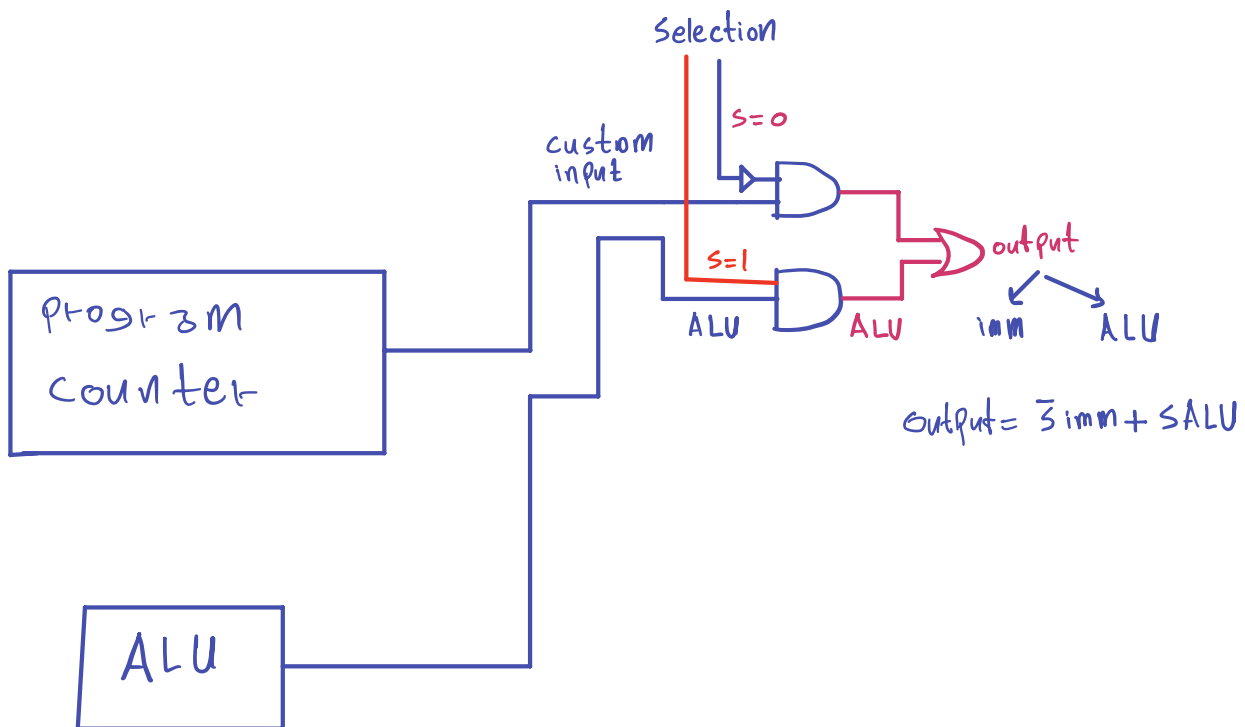 Selection
s=0
custom
input
s=1
output
Program
counter
ALU
ALU
imm
ALU
output = s̅ imm + SALU
ALU